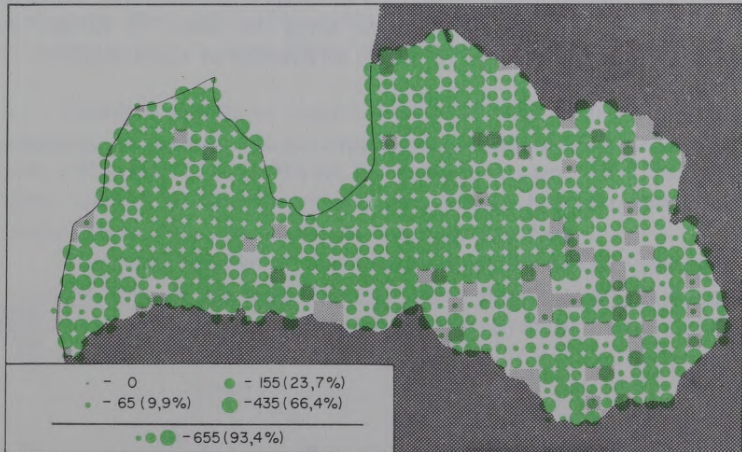 - 0 - 155 (23,7%)
- 65 (9,9%) - 435 (66,4%)
- 655 (93,4%)